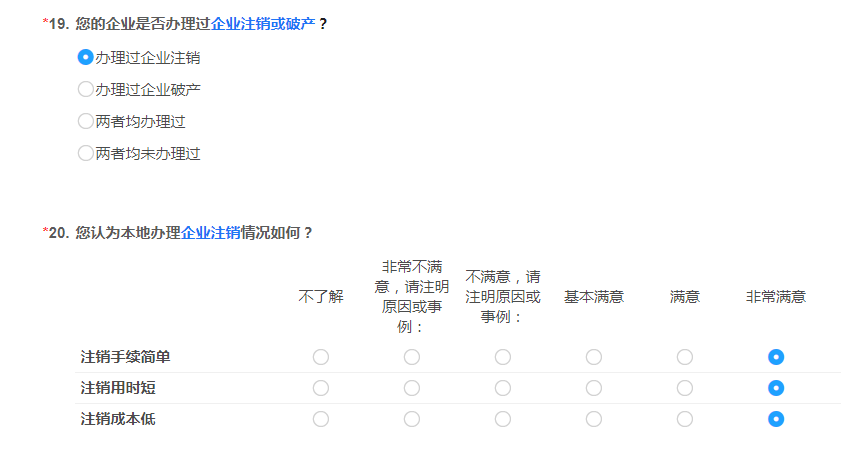 *19. 您的企业是否办理过企业注销或破产？
办理过企业注销
办理过企业破产
两者均办理过
两者均未办理过
*20. 您认为本地办理企业注销情况如何？
不了解
非常不满
意，请注明
原因或事
例：
不满意，请
注明原因或
事例：
基本满意
满意
非常满意
注销手续简单
注销用时短
注销成本低